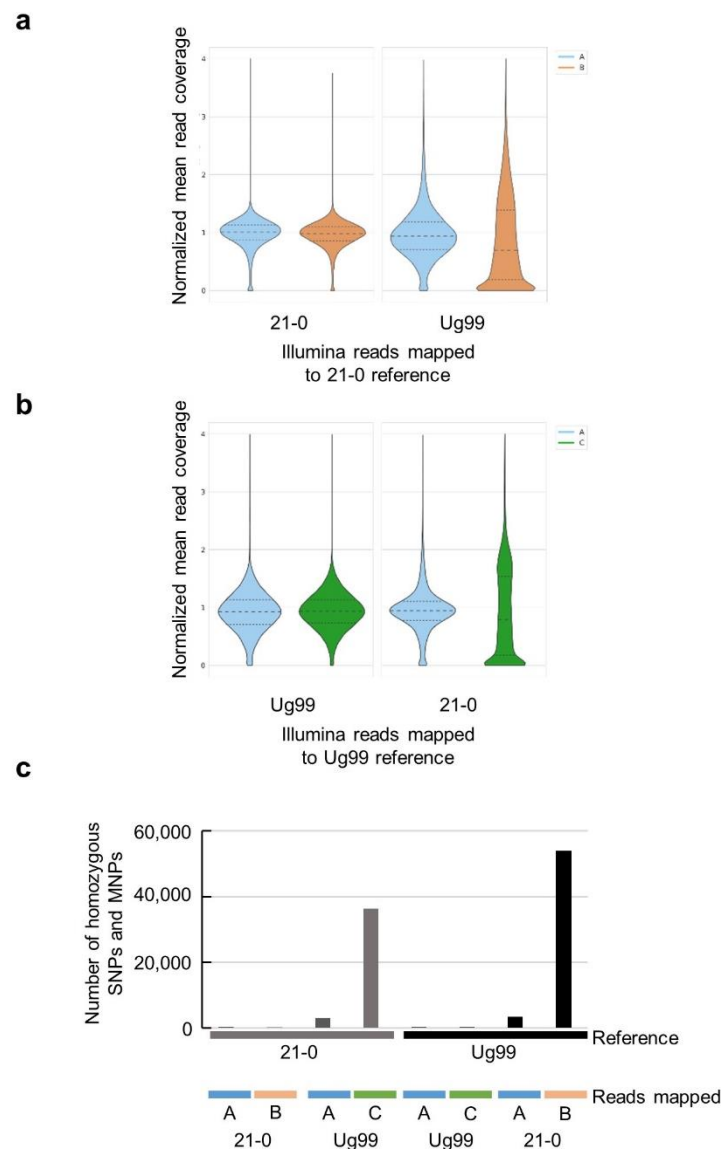 a
Normalized mean read coverage
4
3
2
1
0
A
B
21-0
Ug99
Illumina reads mapped
to 21-0 reference
b
Normalized mean read coverage
4
3
2
1
0
A
C
Ug99
21-0
Illumina reads mapped
to Ug99 reference
c
Number of homozygous
SNPs and MNPs
60,000
40,000
20,000
0
Reference
21-0
Ug99
Reads mapped
A B A C A C A B
21-0 Ug99 Ug99 21-0